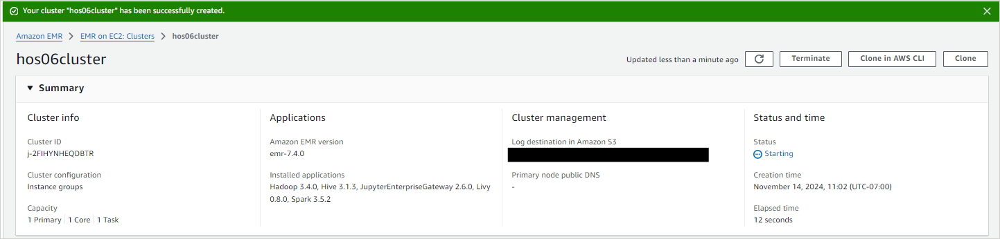 Your cluster "hos06cluster" has been successfully created.
Amazon EMR > EMR on EC2: Clusters > hos06cluster
hos06cluster
Updated less than a minute ago
Terminate
Clone in AWS CLI
Clone
Summary
Cluster info
Cluster ID
j-2FIHYNHEQDBTR
Cluster configuration
Instance groups
Capacity
1 Primary | 1 Core | 1 Task
Applications
Amazon EMR version
emr-7.4.0
Installed applications
Hadoop 3.4.0, Hive 3.1.3, JupyterEnterpriseGateway 2.6.0, Livy
0.8.0, Spark 3.5.2
Cluster management
Log destination in Amazon S3
Primary node public DNS
-
Status and time
Status
Starting
Creation time
November 14, 2024, 11:02 (UTC-07:00)
Elapsed time
12 seconds